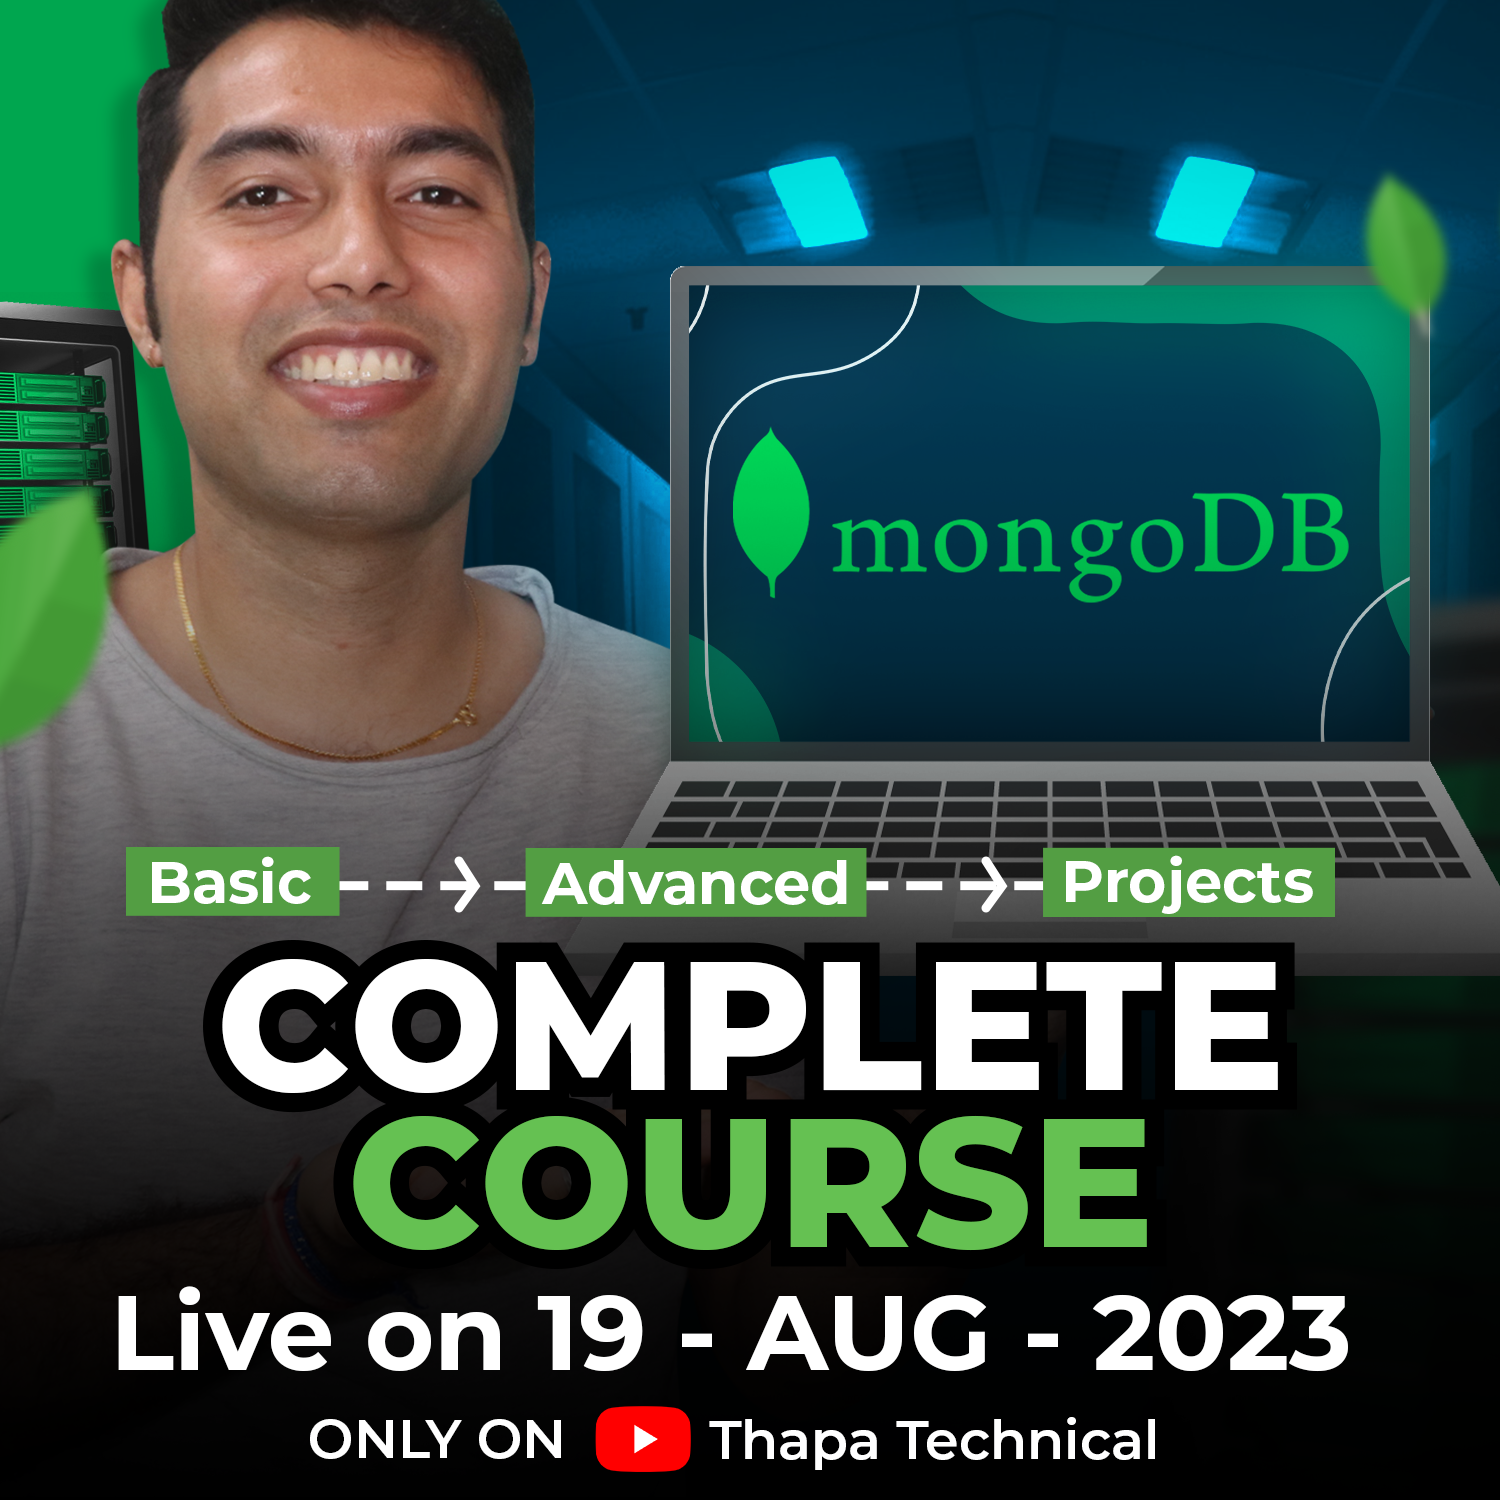 mongoDB
Basic Advanced Projects
COMPLETE
COURSE
Live on 19 - AUG - 2023
ONLY ON Thapa Technical